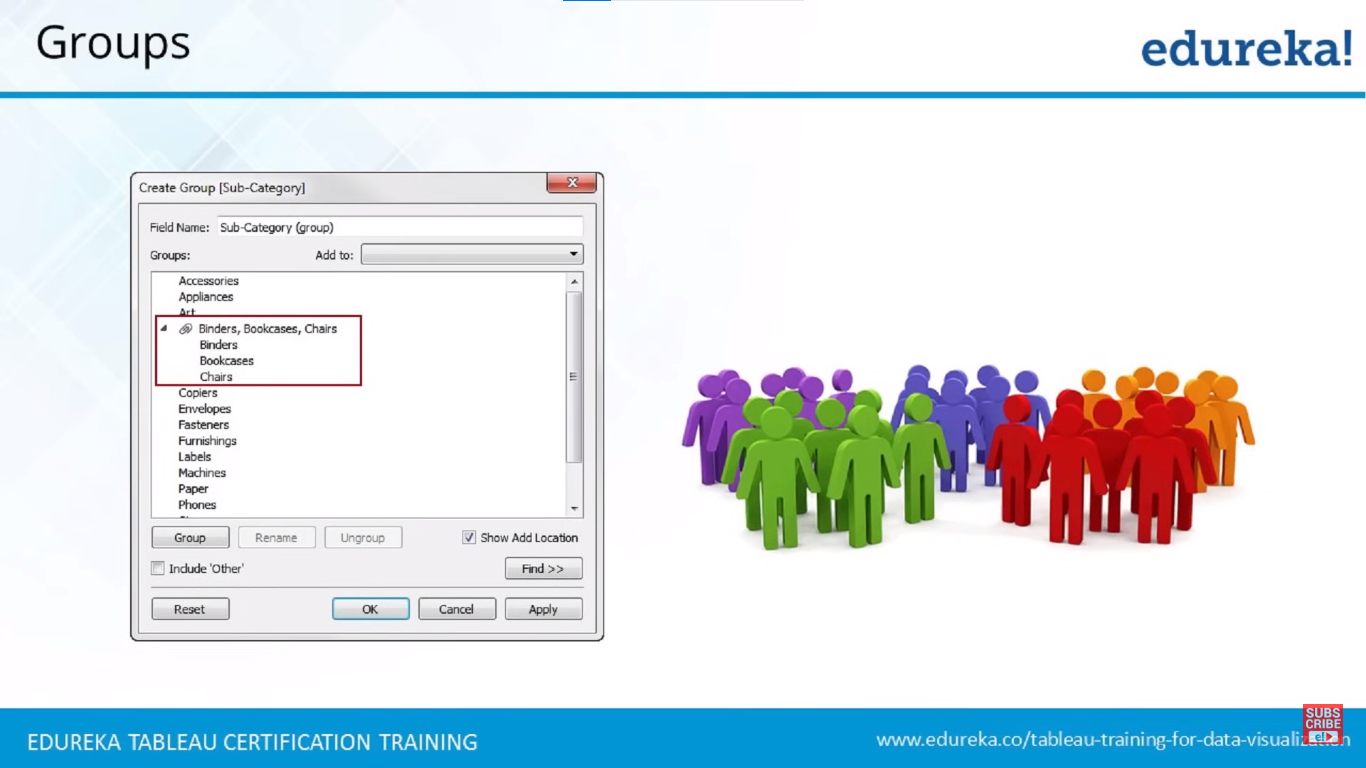 Groups
edureka!
Create Group [Sub-Category]
Field Name: Sub-Category (group)
Groups: Add to:
Accessories
Appliances
Art
Binders, Bookcases, Chairs
Binders
Bookcases
Chairs
Copiers
Envelopes
Fasteners
Furnishings
Labels
Machines
Paper
Phones
Group Rename Ungroup Show Add Location
Include 'Other' Find >>
Reset OK Cancel Apply
SUBS
CRIBE
e!
EDUREKA TABLEAU CERTIFICATION TRAINING
www.edureka.co/tableau-training-for-data-visualization